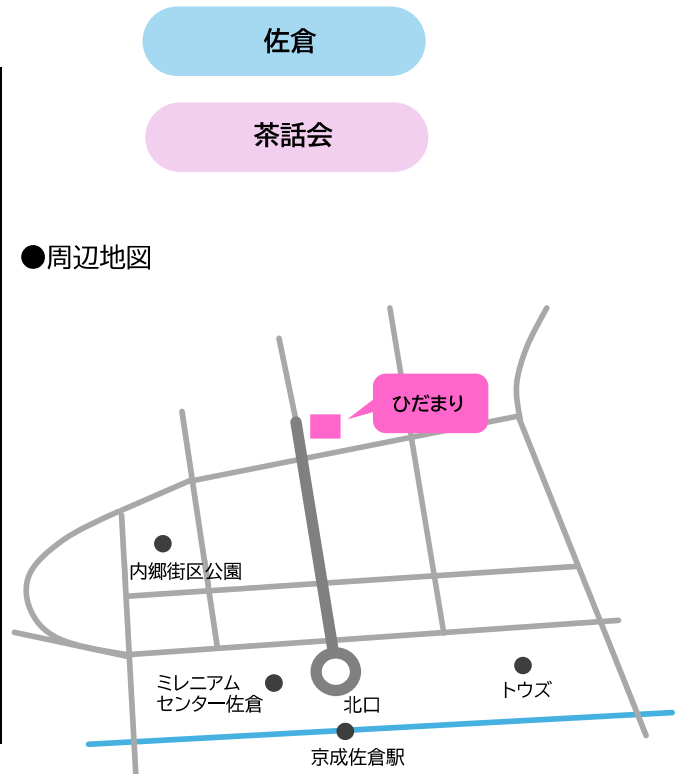 佐倉
茶話会
●周辺地図
ひだまり
内郷街区公園
ミレニアム
センター佐倉
北口
トウズ
京成佐倉駅